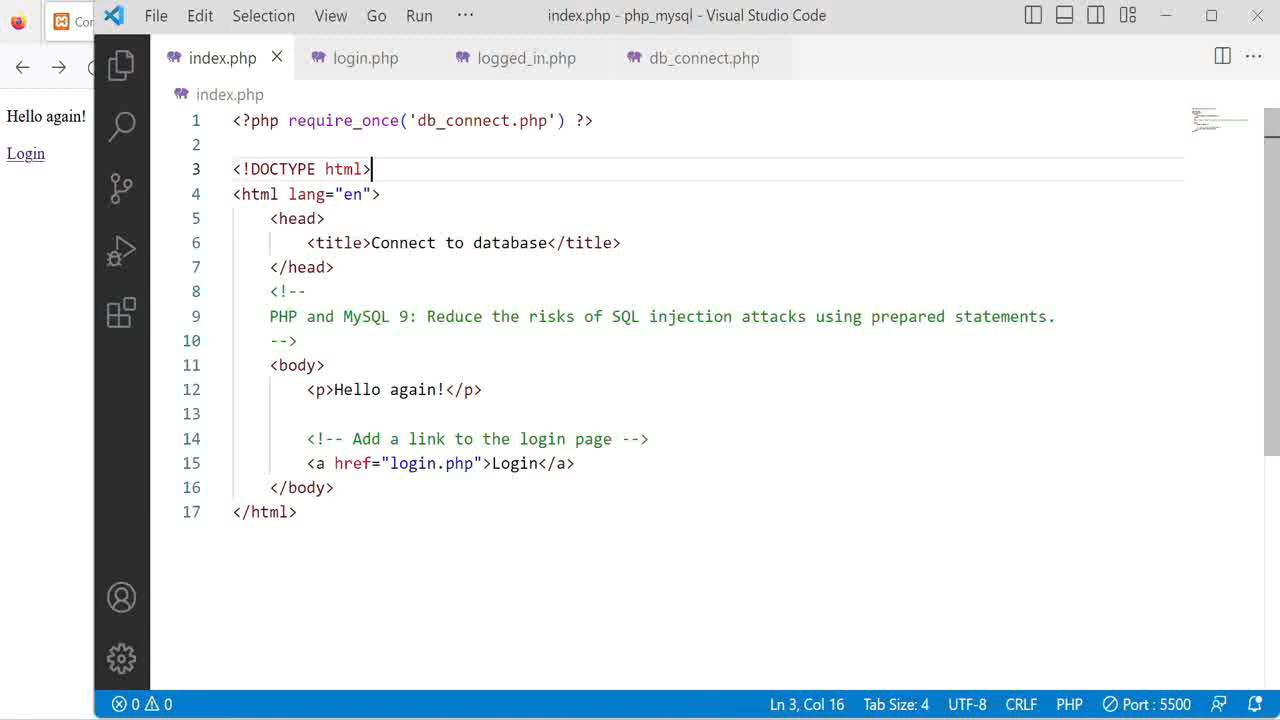 Con
Hello again!
Login
File Edit Selection View Go Run ··· index.php - php_mysql - Visual Studio Code
index.php login.php logged_in.php db_connect.php
index.php
1 <?php require_once('db_connect.php') ?>
2
3 <!DOCTYPE html>
4 <html lang="en">
5 <head>
6 <title>Connect to database</title>
7 </head>
8 <!--
9 PHP and MySQL 9: Reduce the risks of SQL injection attacks using prepared statements.
10 -->
11 <body>
12 <p>Hello again!</p>
13
14 <!-- Add a link to the login page -->
15 <a href="login.php">Login</a>
16 </body>
17 </html>
0 0 Ln 3, Col 16 Tab Size: 4 UTF-8 CRLF PHP Port : 5500